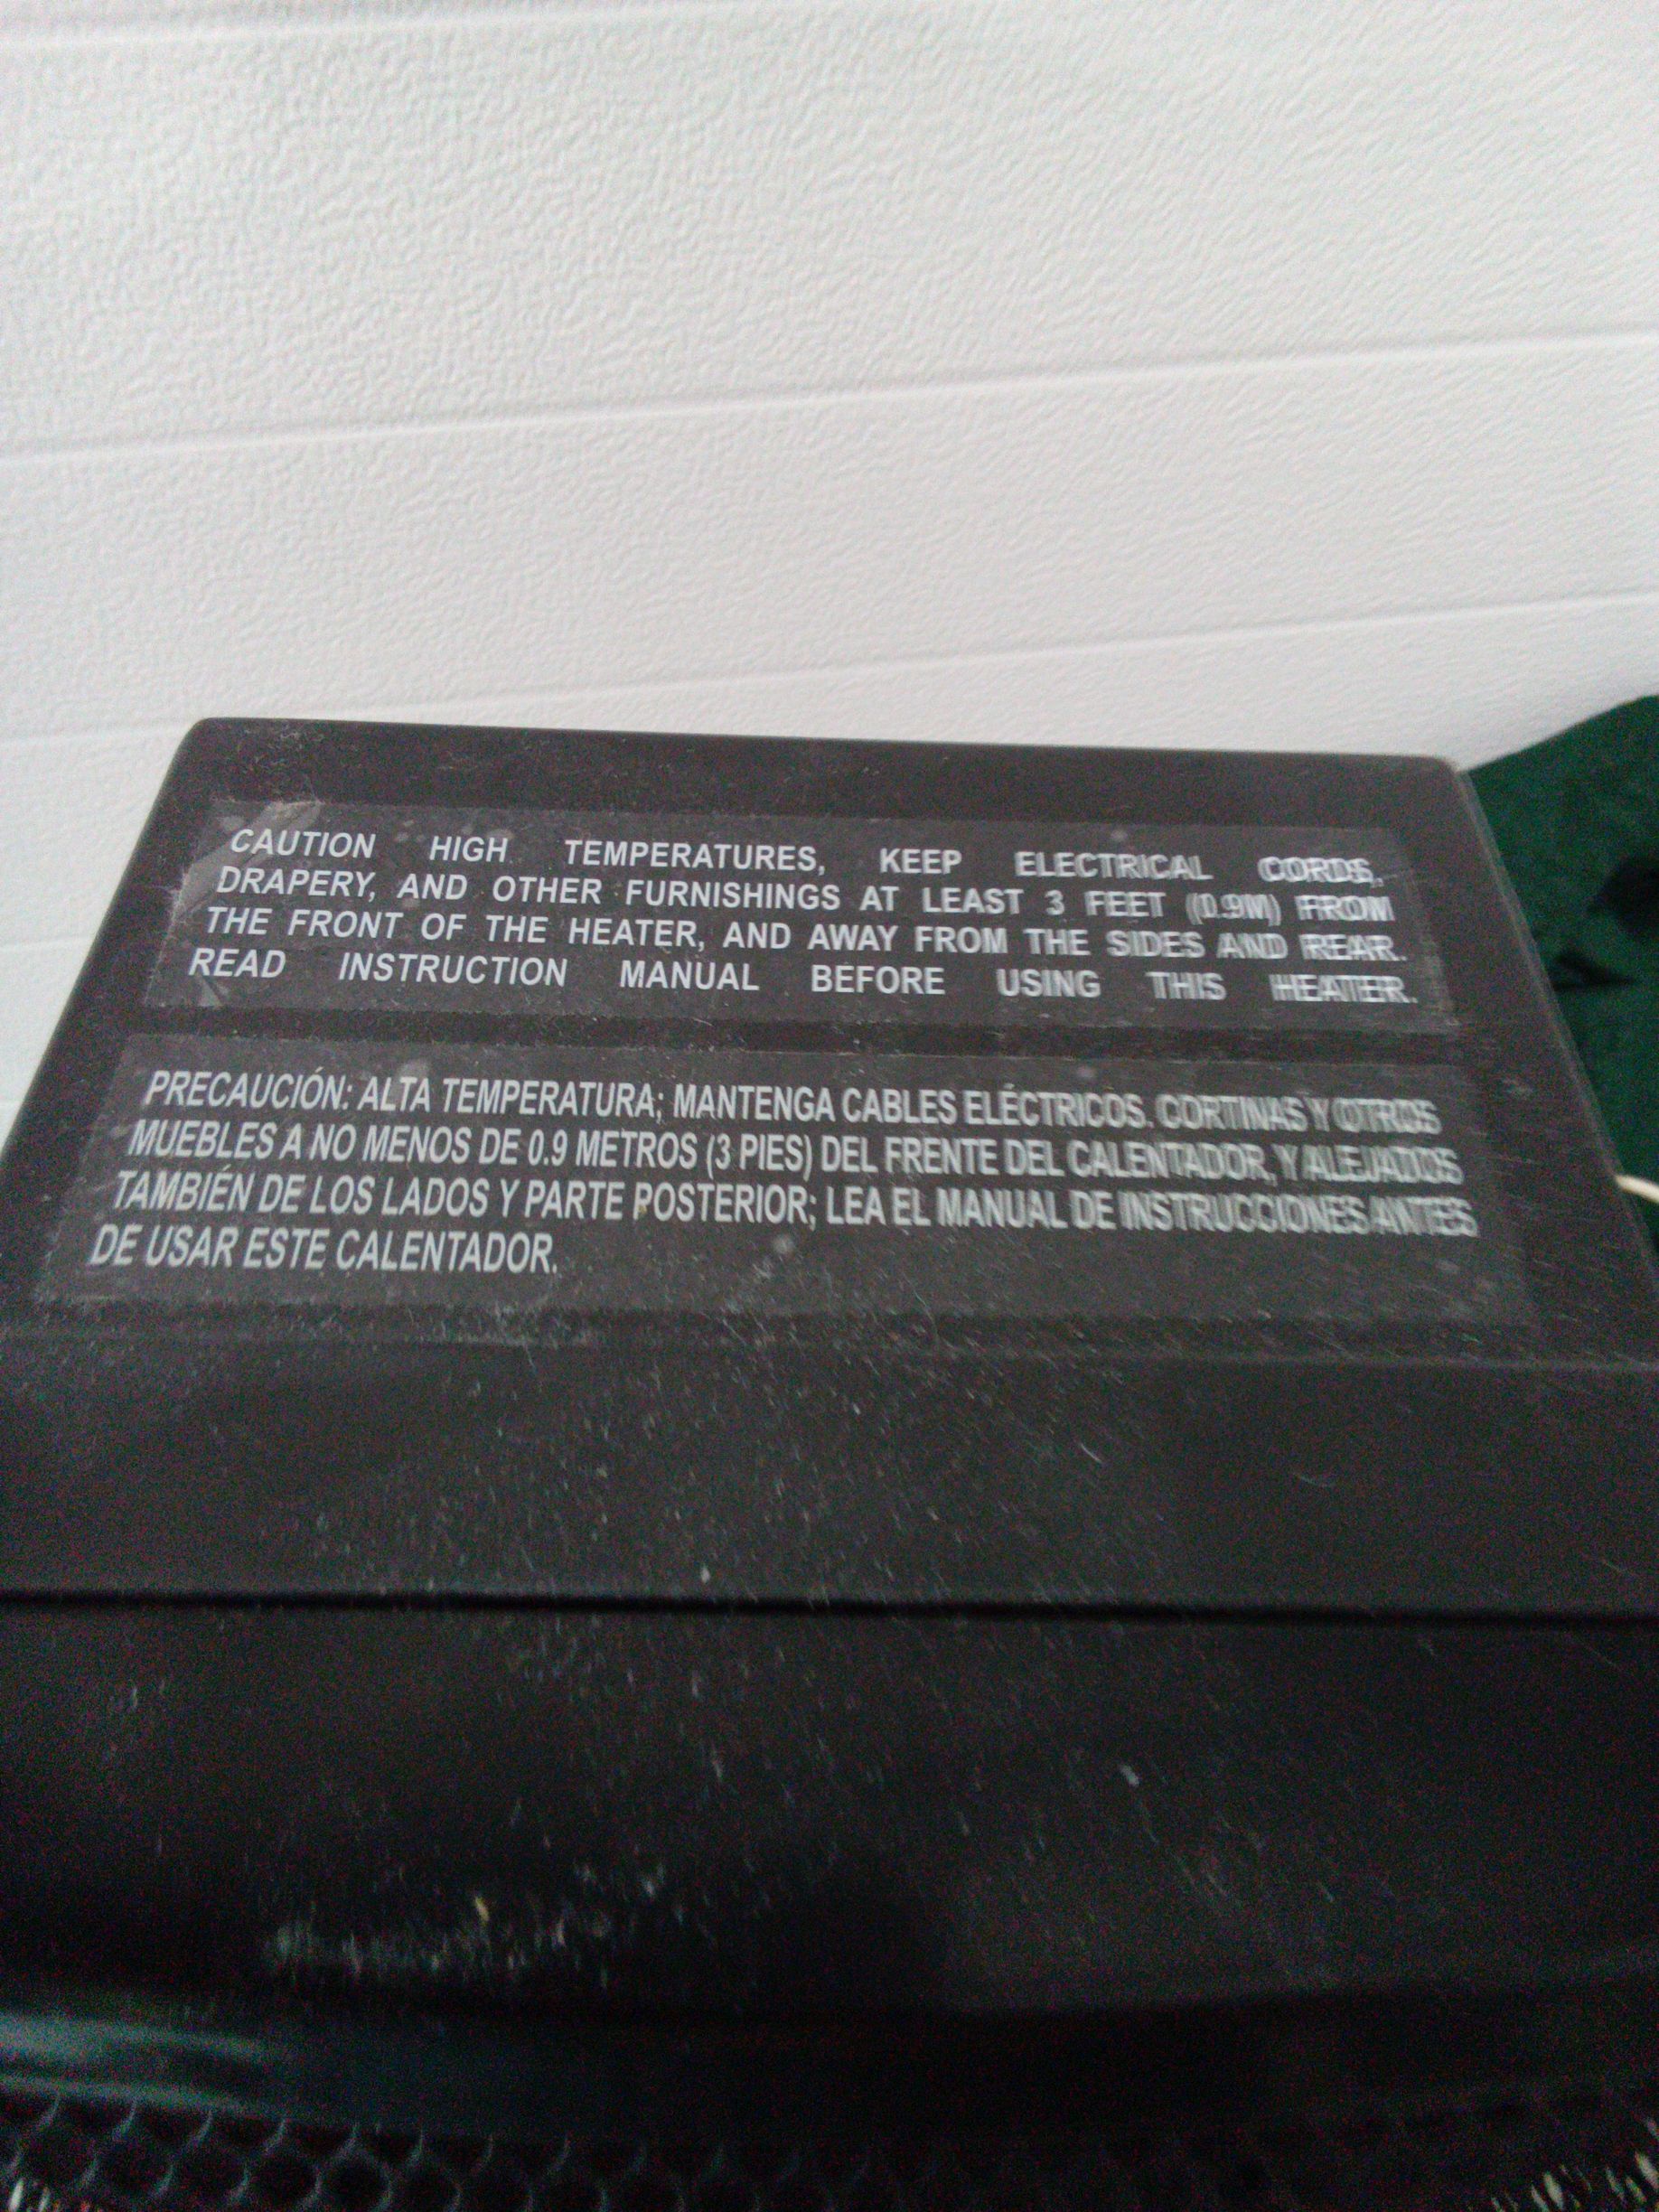 CAUTION HIGH TEMPERATURES, KEEP ELECTRICAL CORDS,
DRAPERY, AND OTHER FURNISHINGS AT LEAST 3 FEET (0.9M) FROM
THE FRONT OF THE HEATER, AND AWAY FROM THE SIDES AND REAR.
READ INSTRUCTION MANUAL BEFORE USING THIS HEATER.
PRECAUCIÓN: ALTA TEMPERATURA; MANTENGA CABLES ELÉCTRICOS. CORTINAS Y OTROS
MUEBLES A NO MENOS DE 0.9 METROS (3 PIES) DEL FRENTE DEL CALENTADOR, Y ALEJADOS
TAMBIÉN DE LOS LADOS Y PARTE POSTERIOR; LEA EL MANUAL DE INSTRUCCIONES ANTES
DE USAR ESTE CALENTADOR.